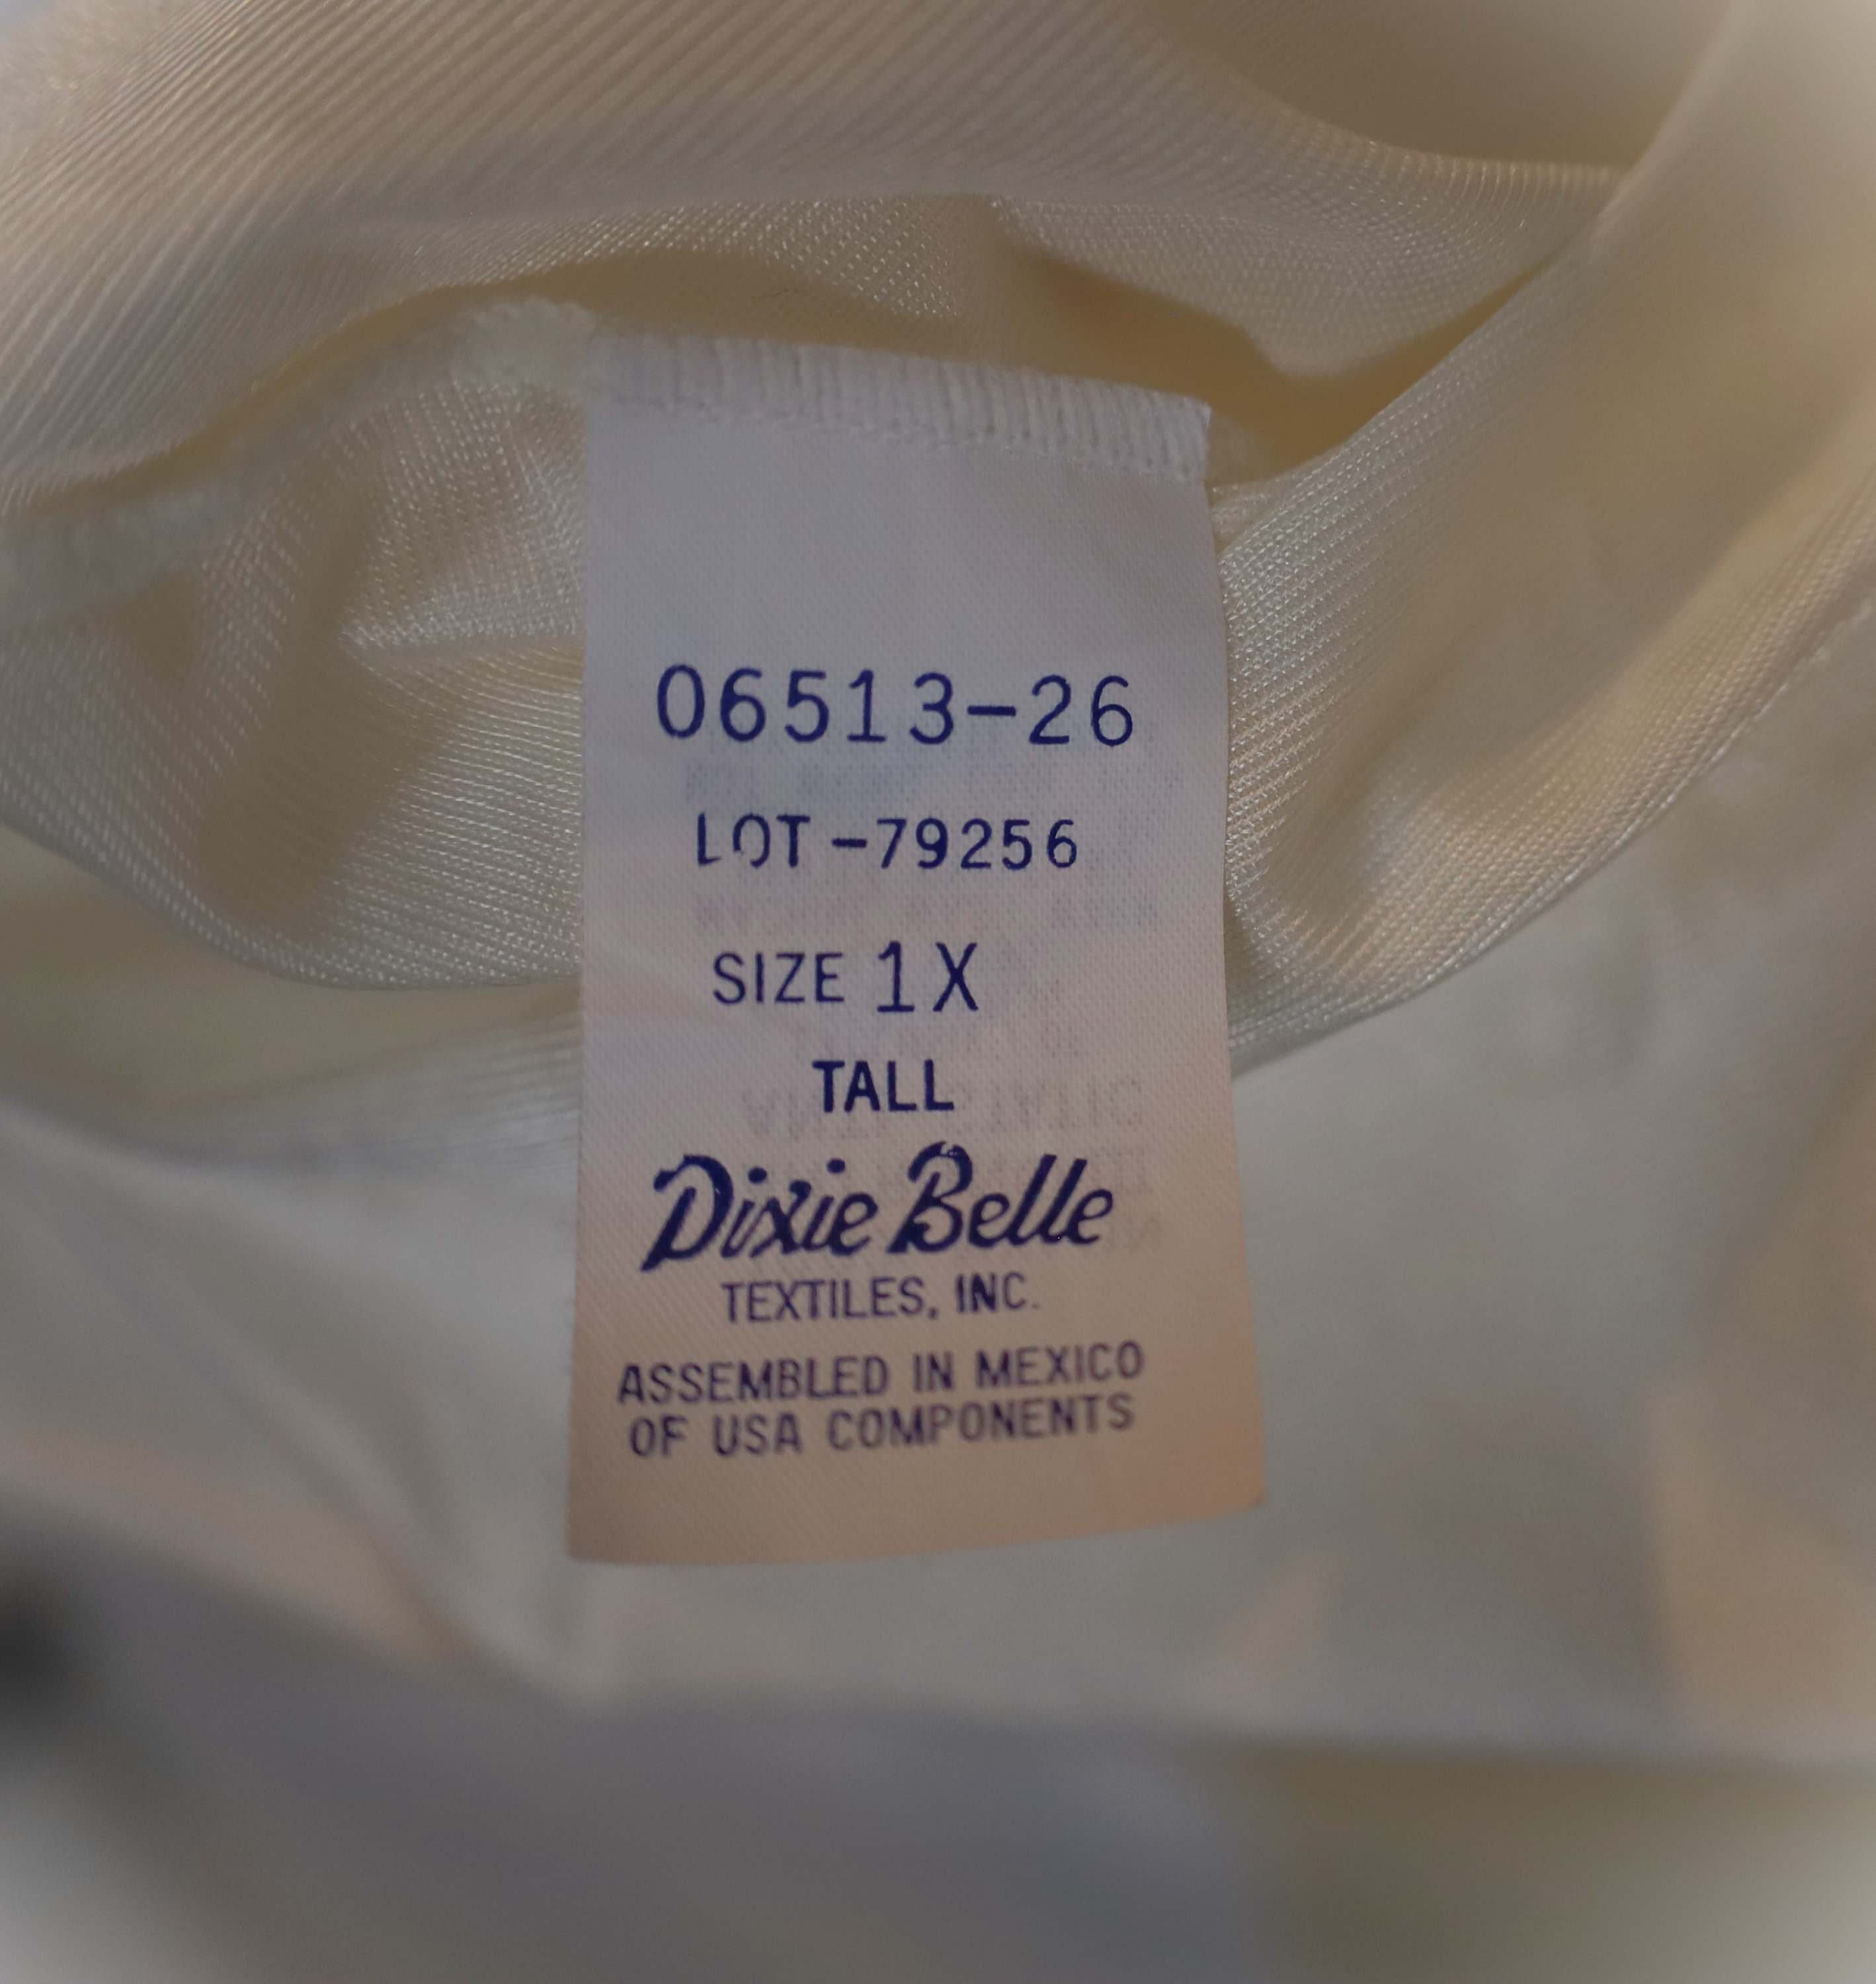 06513-26
LOT-79256
SIZE 1X
TALL
Dixie Belle
TEXTILES, INC.
ASSEMBLED IN MEXICO
OF USA COMPONENTS